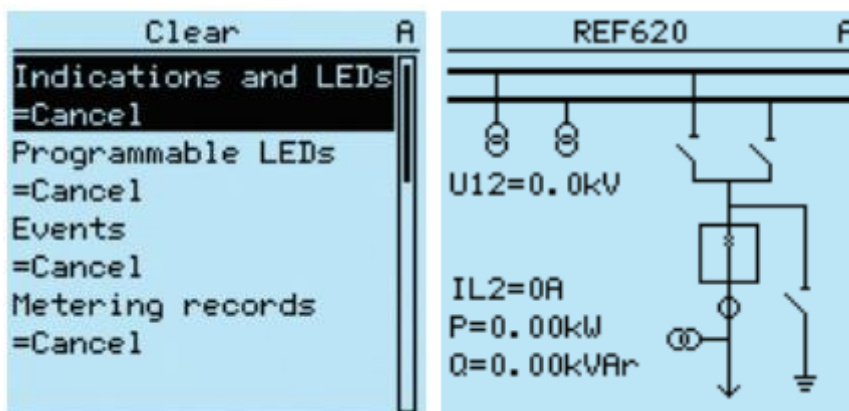 Clear A
Indications and LEDs
=Cancel
Programmable LEDs
=Cancel
Events
=Cancel
Metering records
=Cancel
REF620 A
U12=0.0kV
IL2=0A
P=0.00kW
Q=0.00kVAr